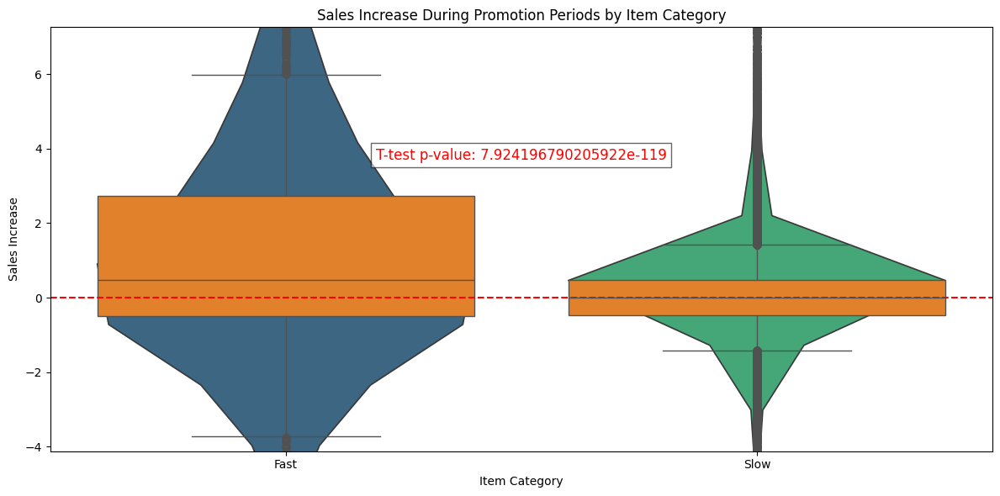 Sales Increase During Promotion Periods by Item Category
Sales Increase
6
4
2
0
−2
−4
T-test p-value: 7.924196790205922e-119
Fast
Slow
Item Category